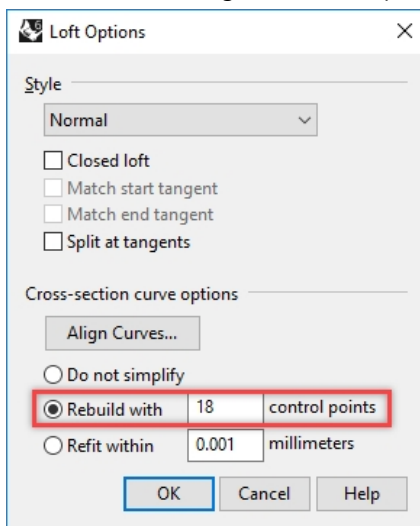 Loft Options
Style
Normal
Closed loft
Match start tangent
Match end tangent
Split at tangents
Cross-section curve options
Align Curves...
Do not simplify
Rebuild with 18 control points
Refit within 0.001 millimeters
OK Cancel Help